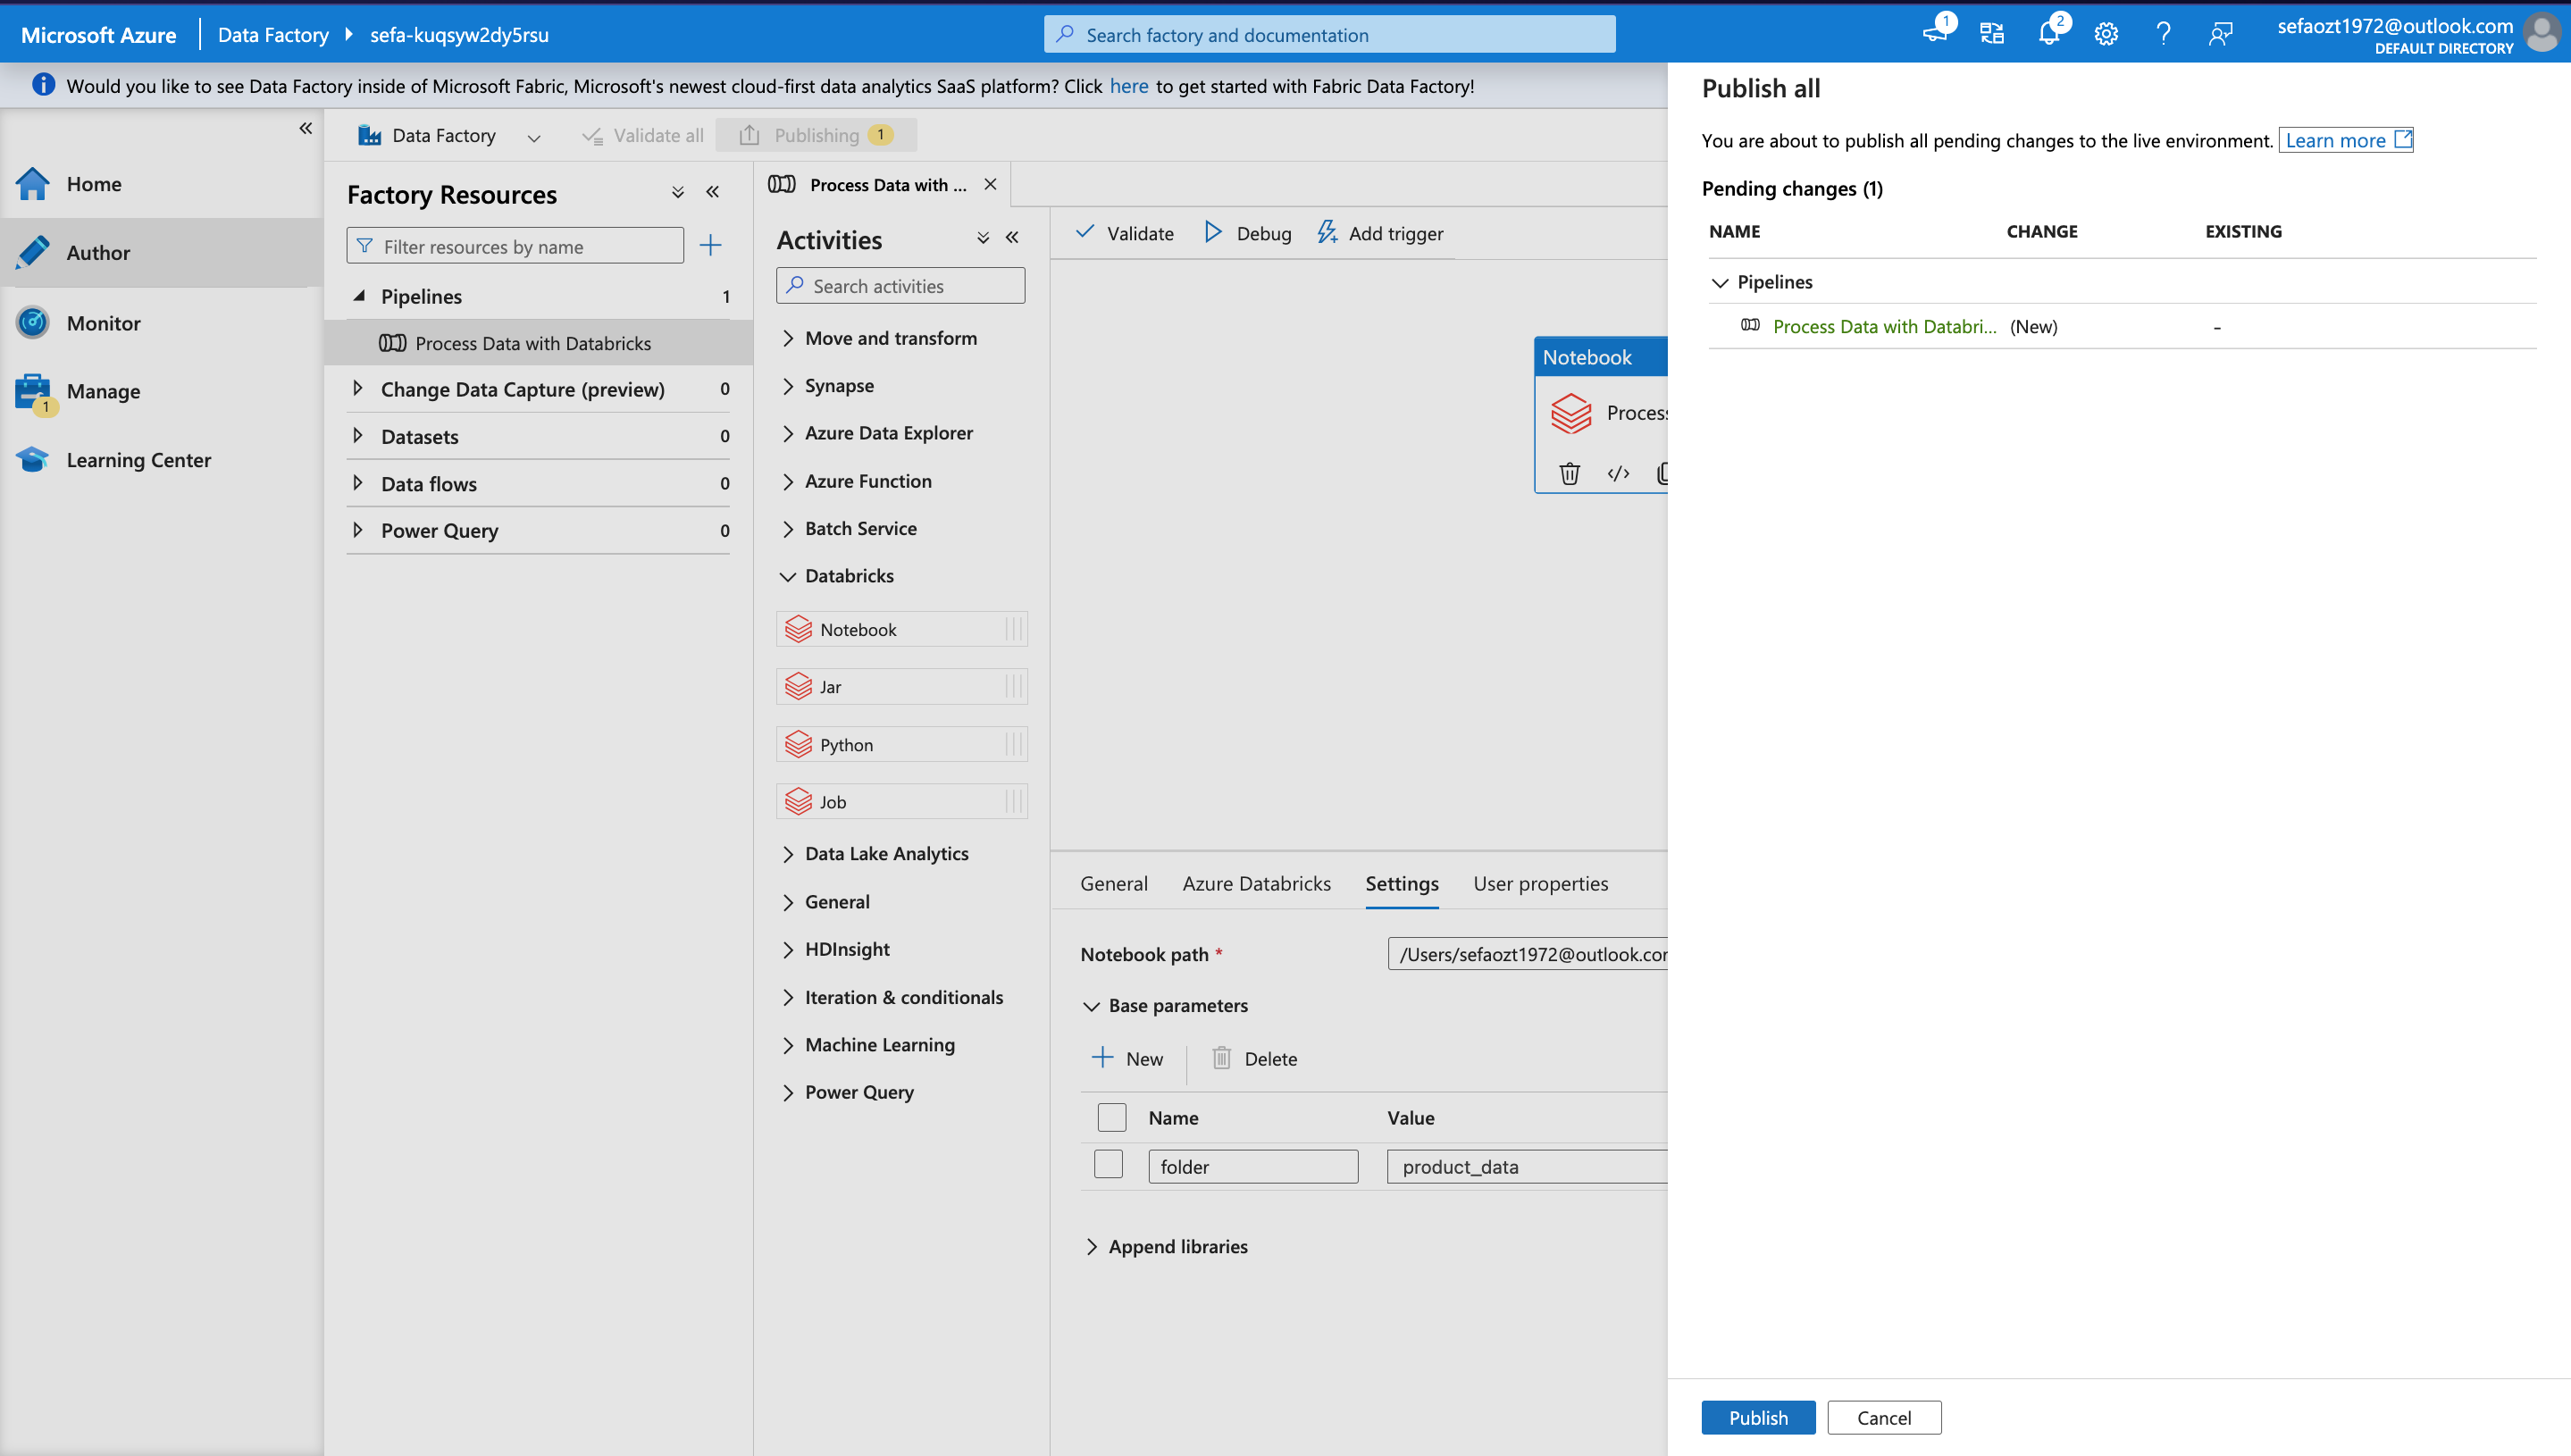 Microsoft Azure
Data Factory
sefa-kuqsyw2dy5rsu
Search factory and documentation
1
2
sefaozt1972@outlook.com
DEFAULT DIRECTORY
Would you like to see Data Factory inside of Microsoft Fabric, Microsoft's newest cloud-first data analytics SaaS platform? Click here to get started with Fabric Data Factory!
Home
Author
Monitor
Manage
1
Learning Center
Data Factory
Validate all
Publishing 1
Factory Resources
Filter resources by name
Pipelines 1
Process Data with Databricks
Change Data Capture (preview) 0
Datasets 0
Data flows 0
Power Query 0
Process Data with ...
Activities
Search activities
Move and transform
Synapse
Azure Data Explorer
Azure Function
Batch Service
Databricks
Notebook
Jar
Python
Job
Data Lake Analytics
General
HDInsight
Iteration & conditionals
Machine Learning
Power Query
Validate
Debug
Add trigger
Notebook
Process
General
Azure Databricks
Settings
User properties
Notebook path *
/Users/sefaozt1972@outlook.com
Base parameters
New
Delete
Name Value
folder product_data
Append libraries
Publish all
You are about to publish all pending changes to the live environment. Learn more
Pending changes (1)
NAME CHANGE EXISTING
Pipelines
Process Data with Databri... (New) -
Publish
Cancel